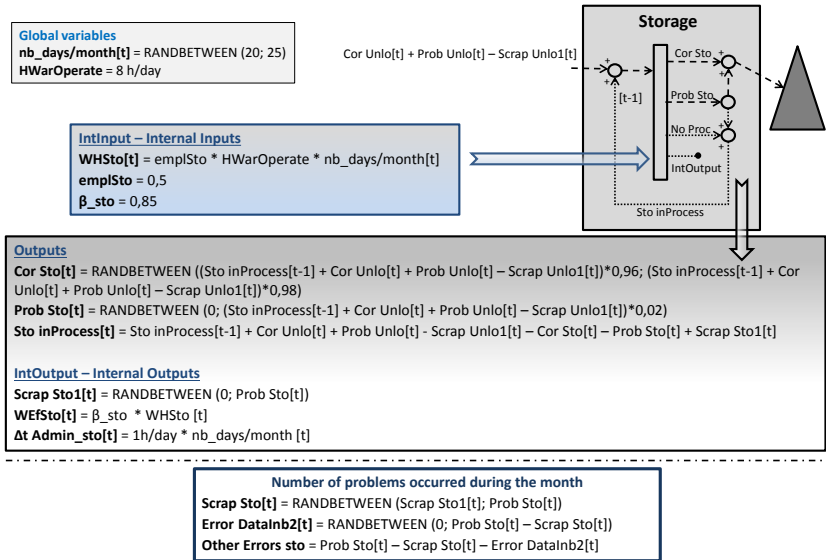 Global variables
nb_days/month[t] = RANDBETWEEN (20; 25)
HWarOperate = 8 h/day
Storage
Cor Unlo[t] + Prob Unlo[t] – Scrap Unlo1[t]
+
+
[t-1]
Cor Sto
+
+
Prob Sto
No Proc
+
+
IntOutput
Sto inProcess
IntInput – Internal Inputs
WHSto[t] = emplSto * HWarOperate * nb_days/month[t]
emplSto = 0,5
β_sto = 0,85
Outputs
Cor Sto[t] = RANDBETWEEN ((Sto inProcess[t-1] + Cor Unlo[t] + Prob Unlo[t] – Scrap Unlo1[t])*0,96; (Sto inProcess[t-1] + Cor
Unlo[t] + Prob Unlo[t] – Scrap Unlo1[t])*0,98)
Prob Sto[t] = RANDBETWEEN (0; (Sto inProcess[t-1] + Cor Unlo[t] + Prob Unlo[t] – Scrap Unlo1[t])*0,02)
Sto inProcess[t] = Sto inProcess[t-1] + Cor Unlo[t] + Prob Unlo[t] - Scrap Unlo1[t] – Cor Sto[t] – Prob Sto[t] + Scrap Sto1[t]
IntOutput – Internal Outputs
Scrap Sto1[t] = RANDBETWEEN (0; Prob Sto[t])
WEfSto[t] = β_sto * WHSto [t]
Δt Admin_sto[t] = 1h/day * nb_days/month [t]
Number of problems occurred during the month
Scrap Sto[t] = RANDBETWEEN (Scrap Sto1[t]; Prob Sto[t])
Error DataInb2[t] = RANDBETWEEN (0; Prob Sto[t] – Scrap Sto[t])
Other Errors sto = Prob Sto[t] – Scrap Sto[t] – Error DataInb2[t]